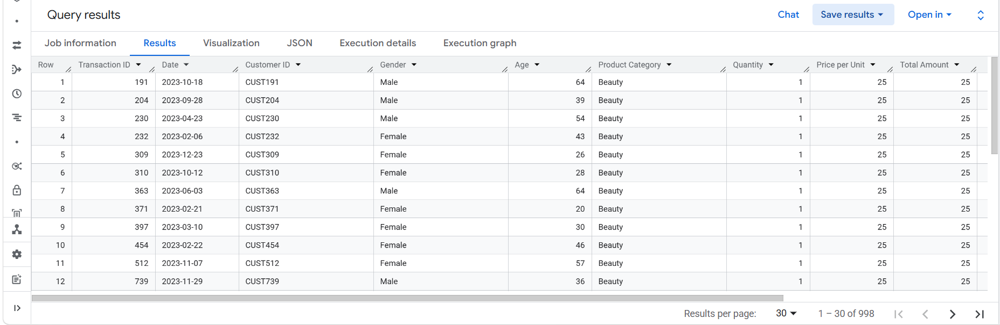 Query results Chat Save results Open in
Job information Results Visualization JSON Execution details Execution graph
Row Transaction ID Date Customer ID Gender Age Product Category Quantity Price per Unit Total Amount
1 191 2023-10-18 CUST191 Male 64 Beauty 1 25 25
2 204 2023-09-28 CUST204 Male 39 Beauty 1 25 25
3 230 2023-04-23 CUST230 Male 54 Beauty 1 25 25
4 232 2023-02-06 CUST232 Female 43 Beauty 1 25 25
5 309 2023-12-23 CUST309 Female 26 Beauty 1 25 25
6 310 2023-10-12 CUST310 Female 28 Beauty 1 25 25
7 363 2023-06-03 CUST363 Male 64 Beauty 1 25 25
8 371 2023-02-21 CUST371 Female 20 Beauty 1 25 25
9 397 2023-03-10 CUST397 Female 30 Beauty 1 25 25
10 454 2023-02-22 CUST454 Female 46 Beauty 1 25 25
11 512 2023-11-07 CUST512 Female 57 Beauty 1 25 25
12 739 2023-11-29 CUST739 Male 36 Beauty 1 25 25
Results per page: 30 1 – 30 of 998